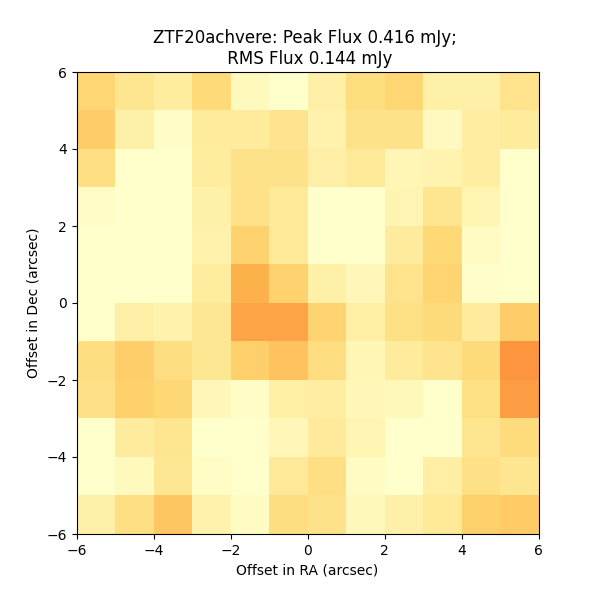 ZTF20achvere: Peak Flux 0.416 mJy;
RMS Flux 0.144 mJy
6
4
2
0
−2
−4
−6
Offset in Dec (arcsec)
−6 −4 −2 0 2 4 6
Offset in RA (arcsec)